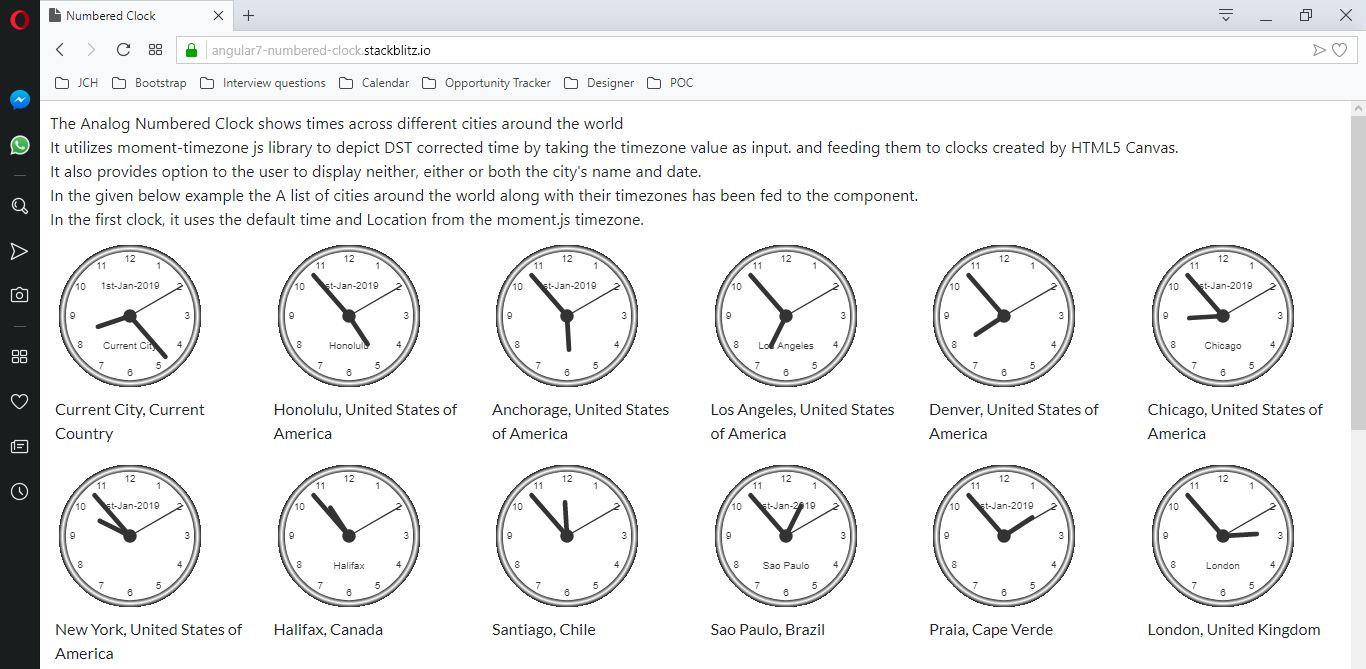 Numbered Clock
angular7-numbered-clock.stackblitz.io
JCH Bootstrap Interview questions Calendar Opportunity Tracker Designer POC
The Analog Numbered Clock shows times across different cities around the world
It utilizes moment-timezone js library to depict DST corrected time by taking the timezone value as input. and feeding them to clocks created by HTML5 Canvas.
It also provides option to the user to display neither, either or both the city's name and date.
In the given below example the A list of cities around the world along with their timezones has been fed to the component.
In the first clock, it uses the default time and Location from the moment.js timezone.
12 1 2 3 4 5 6 7 8 9 10 11
1st-Jan-2019
Current City
Current City, Current
Country
12 1 2 3 4 5 6 7 8 9 10 11
st-Jan-2019
Honolulu
Honolulu, United States of
America
12 1 2 3 4 5 6 7 8 9 10 11
st-Jan-2019
Anchorage, United States
of America
12 1 2 3 4 5 6 7 8 9 10 11
Los Angeles
Los Angeles, United States
of America
12 1 2 3 4 5 6 7 8 9 10 11
Denver, United States of
America
12 1 2 3 4 5 6 7 8 9 10 11
st-Jan-2019
Chicago
Chicago, United States of
America
12 1 2 3 4 5 6 7 8 9 10 11
st-Jan-2019
New York, United States of
America
12 1 2 3 4 5 6 7 8 9 10 11
Halifax
Halifax, Canada
12 1 2 3 4 5 6 7 8 9 10 11
Santiago, Chile
12 1 2 3 4 5 6 7 8 9 10 11
st-Jan-2019
Sao Paulo
Sao Paulo, Brazil
12 1 2 3 4 5 6 7 8 9 10 11
st-Jan-2019
Praia, Cape Verde
12 1 2 3 4 5 6 7 8 9 10 11
London
London, United Kingdom